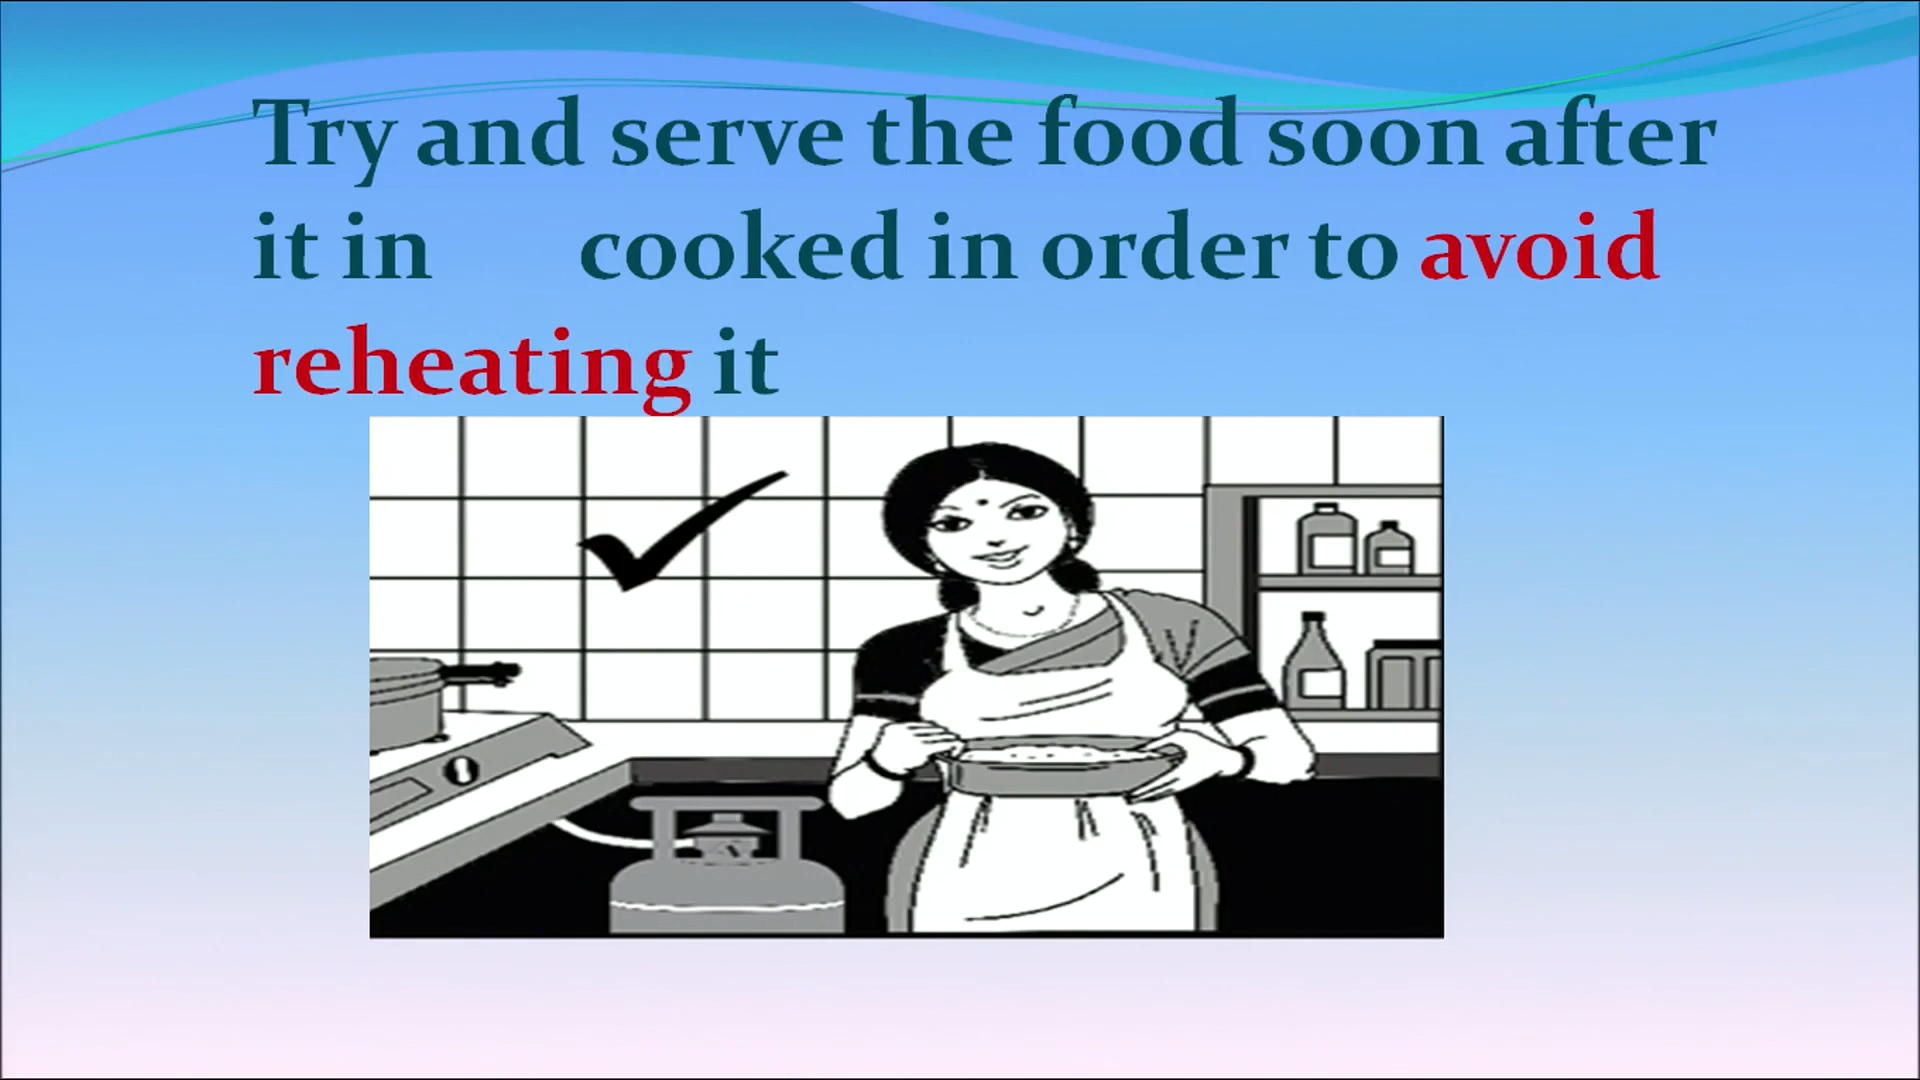 Try and serve the food soon after
it in cooked in order to avoid
reheating it